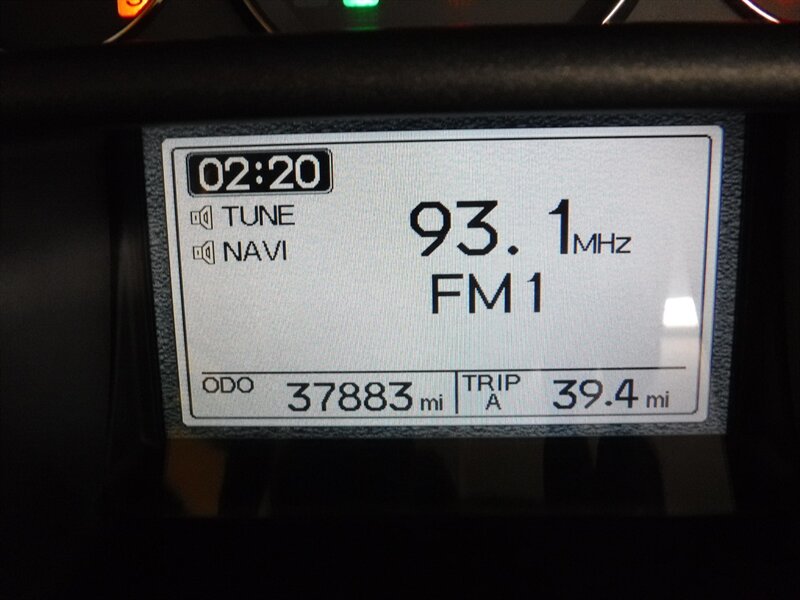 02:20
TUNE
NAVI
93.1MHz
FM1
ODO 37883 mi
TRIP A 39.4 mi